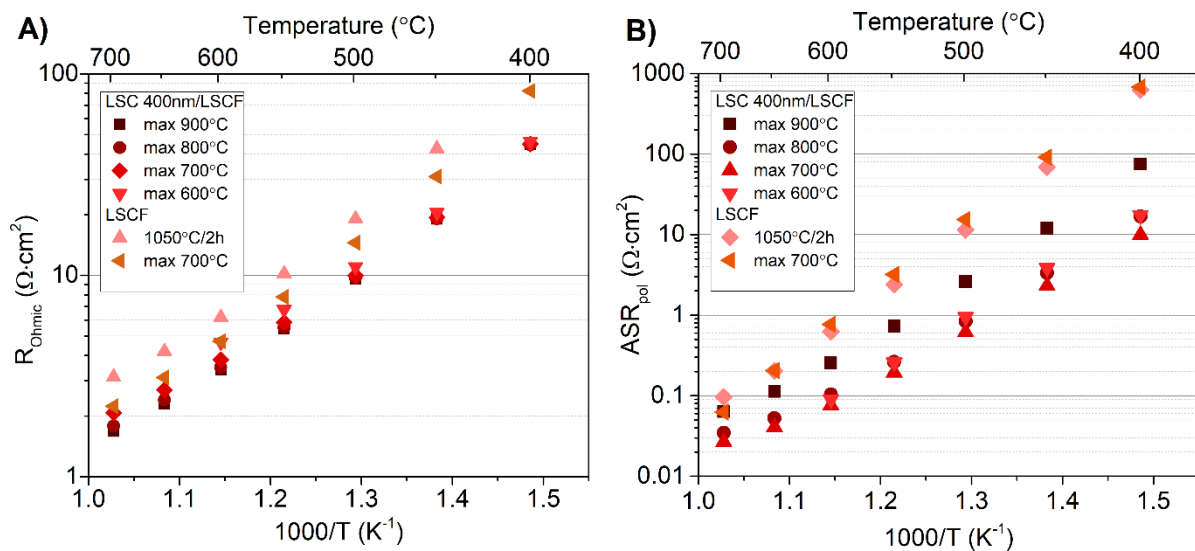 A)
Temperature (°C)
700 600 500 400
100
10
1
R_Ohmic (Ω·cm²)
LSC 400nm/LSCF
max 900°C
max 800°C
max 700°C
max 600°C
LSCF
1050°C/2h
max 700°C
1.0 1.1 1.2 1.3 1.4 1.5
1000/T (K⁻¹)
B)
Temperature (°C)
700 600 500 400
1000
100
10
1
0.1
0.01
ASR_pol (Ω·cm²)
LSC 400nm/LSCF
max 900°C
max 800°C
max 700°C
max 600°C
LSCF
1050°C/2h
max 700°C
1.0 1.1 1.2 1.3 1.4 1.5
1000/T (K⁻¹)